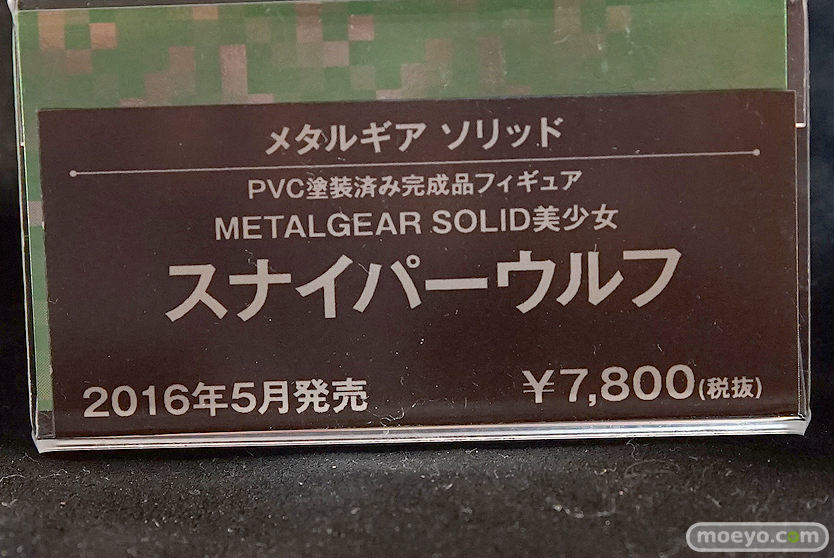 メタルギア ソリッド
PVC塗装済み完成品フィギュア
METALGEAR SOLID美少女
スナイパーウルフ
2016年5月発売 ¥7,800(税抜)
moeyo.com